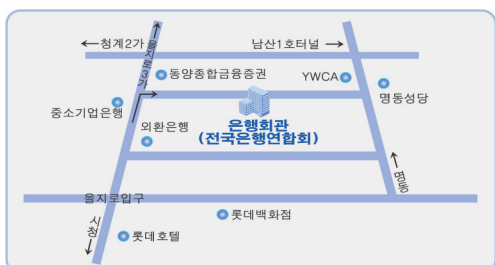 ←청계2가
을지로3가
남산1호터널→
동양종합금융증권
YWCA
명동성당
중소기업은행
외환은행
은행회관
(전국은행연합회)
명동
을지로입구
시청
롯데백화점
롯데호텔